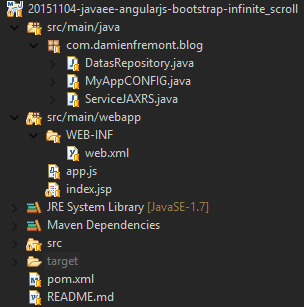 20151104-javaee-angularjs-bootstrap-infinite_scroll
src/main/java
com.damienfremont.blog
DatasRepository.java
MyAppCONFIG.java
ServiceJAXRS.java
src/main/webapp
WEB-INF
web.xml
app.js
index.jsp
JRE System Library [JavaSE-1.7]
Maven Dependencies
src
target
pom.xml
README.md